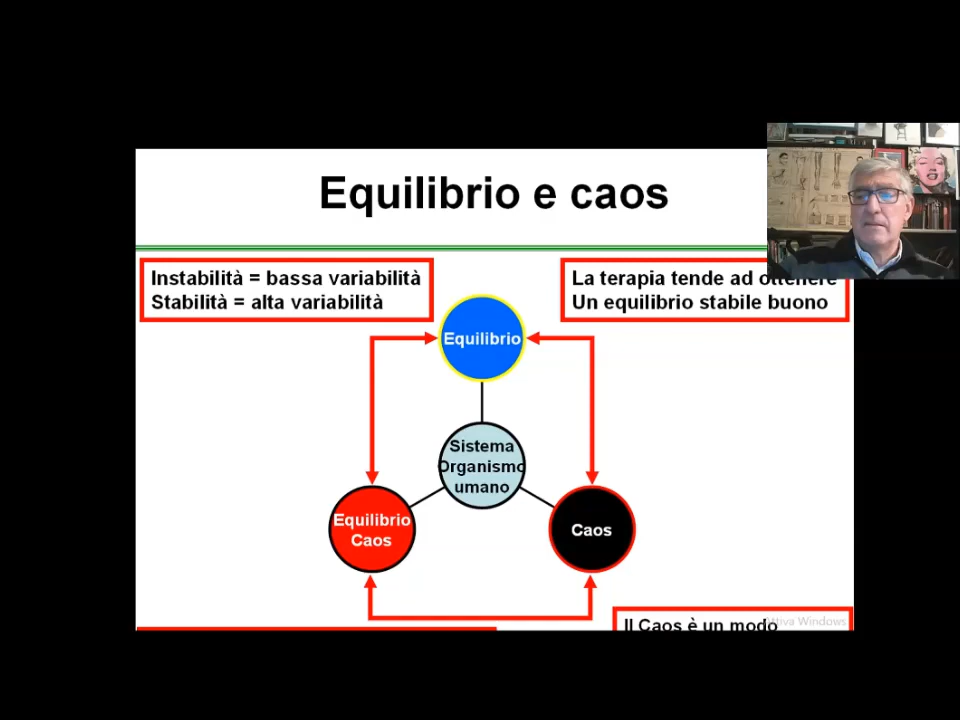 Equilibrio e caos
Instabilità = bassa variabilità
Stabilità = alta variabilità
La terapia tende ad ottenere
Un equilibrio stabile buono
Equilibrio
Sistema
Organismo
umano
Equilibrio
Caos
Caos
Il Caos è un modo
Attiva Windows